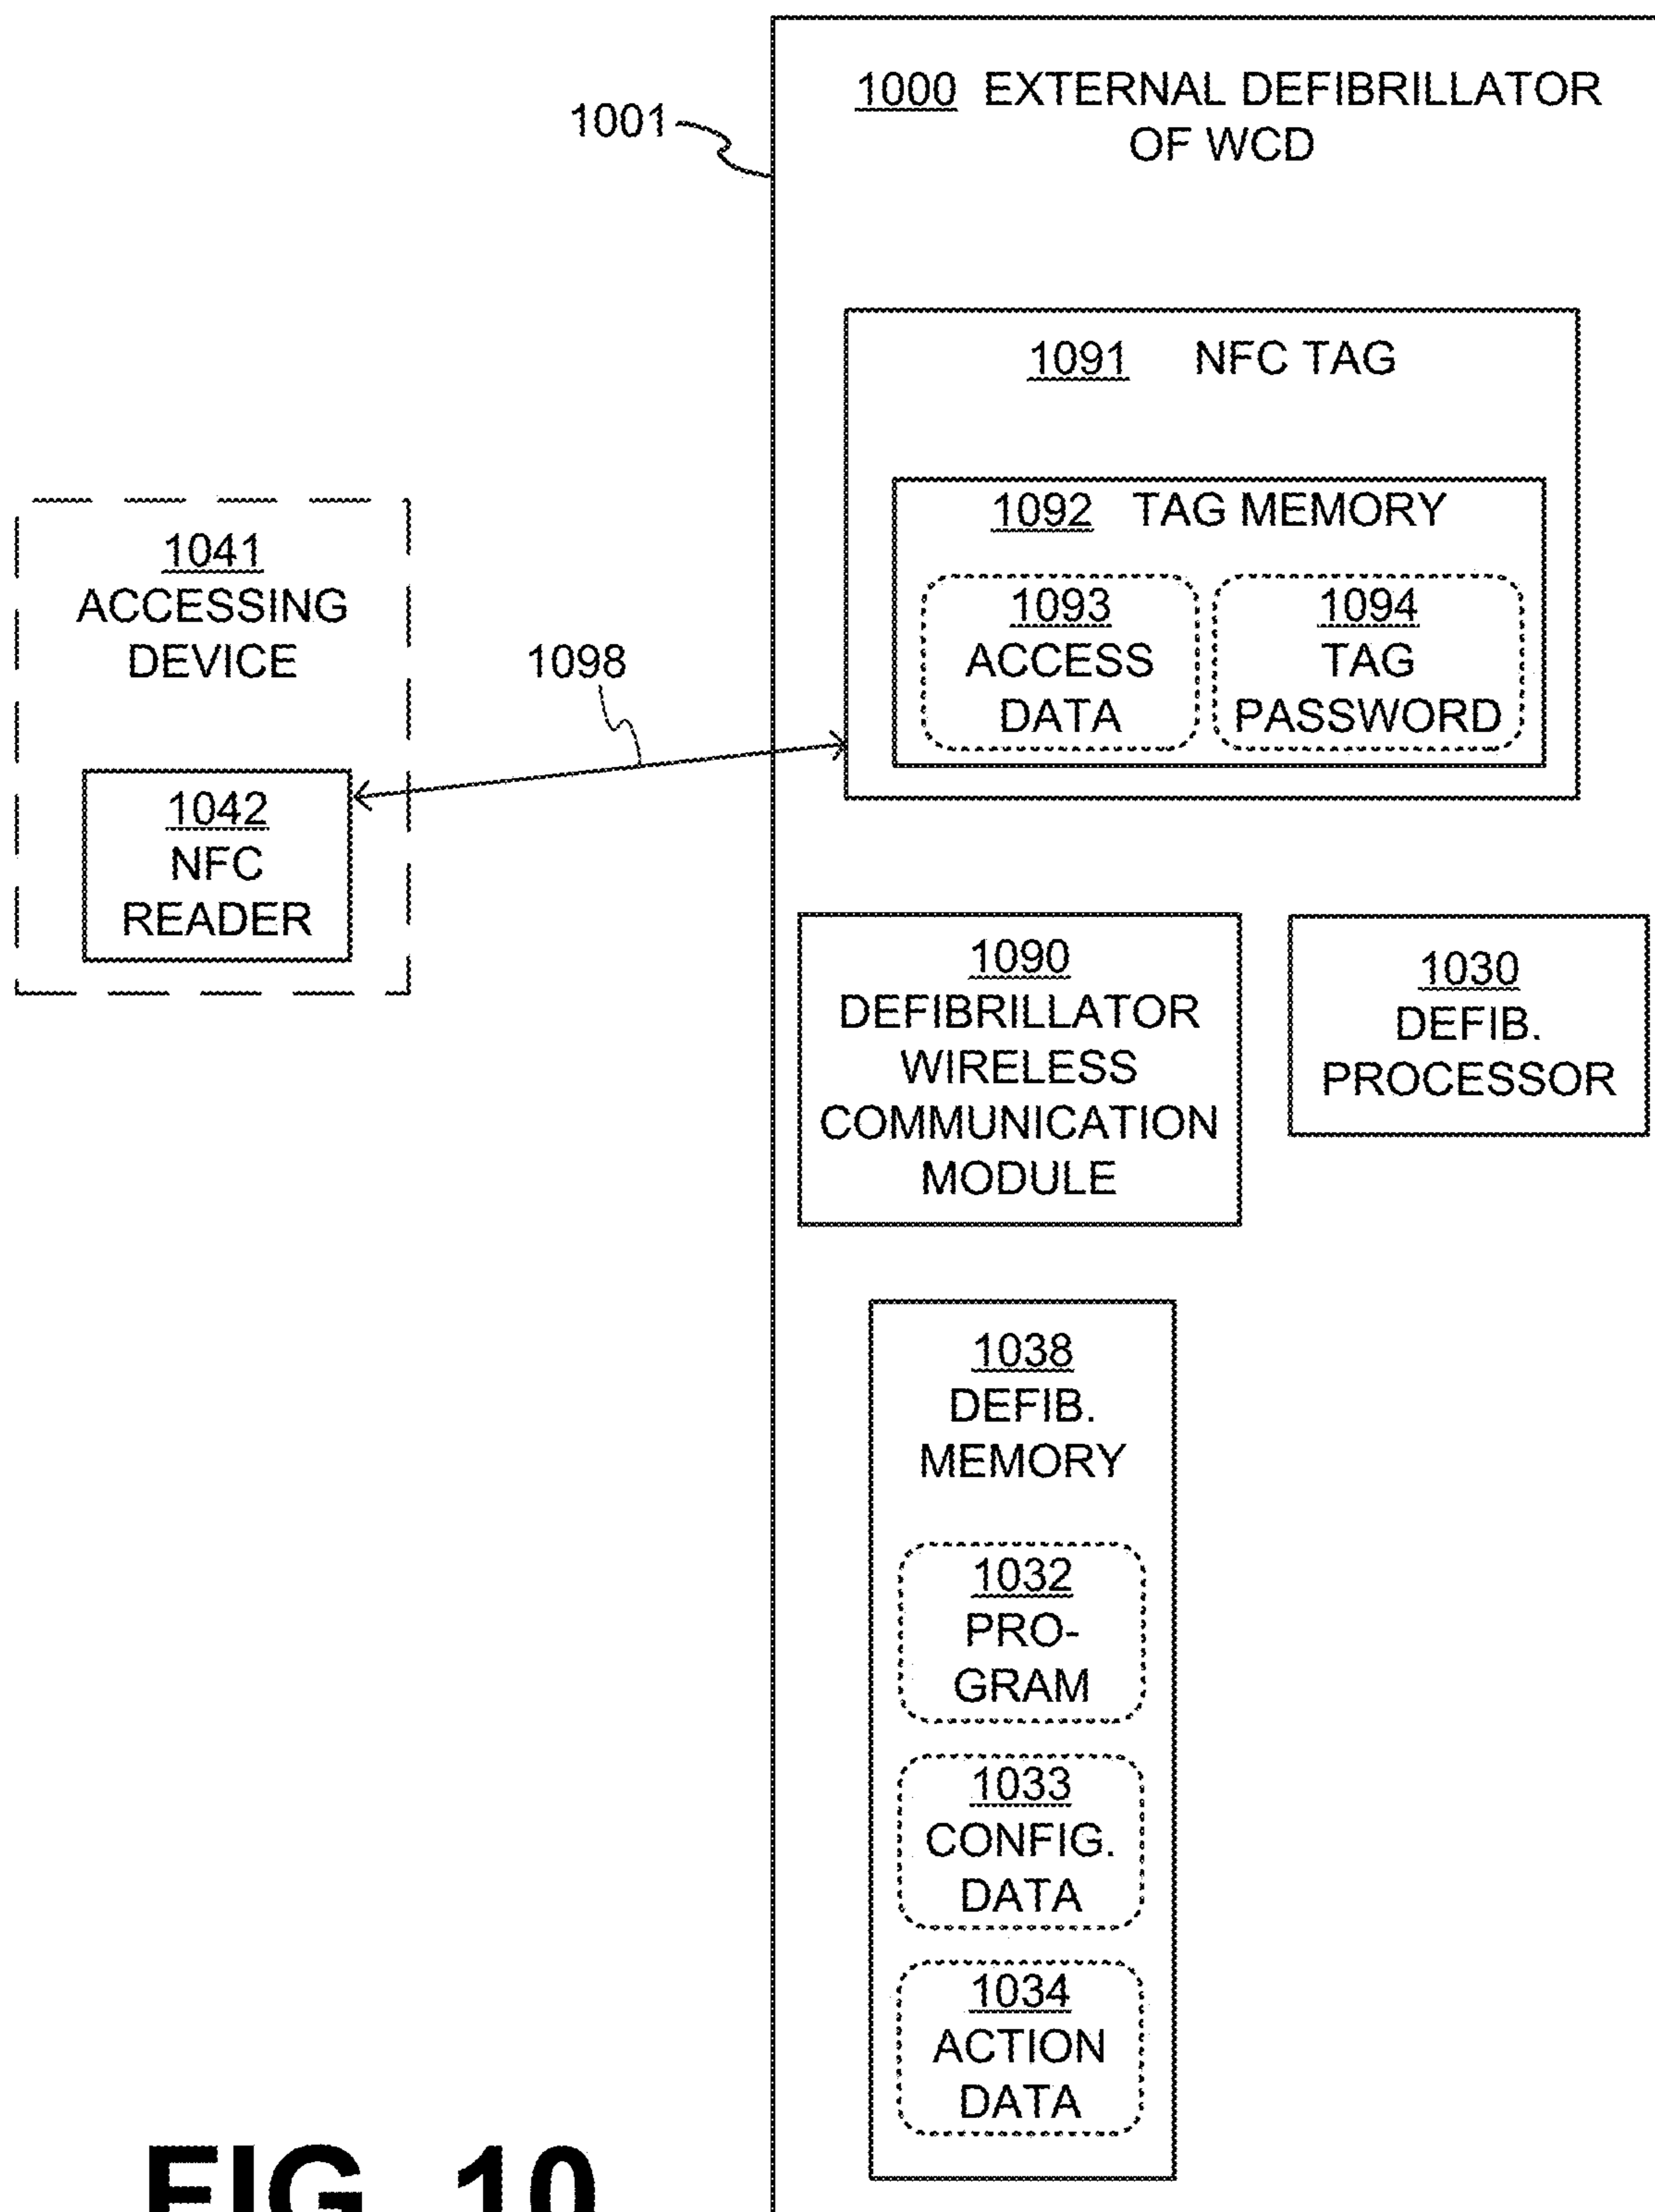 1000 EXTERNAL DEFIBRILLATOR
OF WCD
1001
1091 NFC TAG
1092 TAG MEMORY
1093
ACCESS
DATA
1094
TAG
PASSWORD
1041
ACCESSING
DEVICE
1098
1042
NFC
READER
1090
DEFIBRILLATOR
WIRELESS
COMMUNICATION
MODULE
1030
DEFIB.
PROCESSOR
1038
DEFIB.
MEMORY
1032
PRO-
GRAM
1033
CONFIG.
DATA
1034
ACTION
DATA
FIG. 10